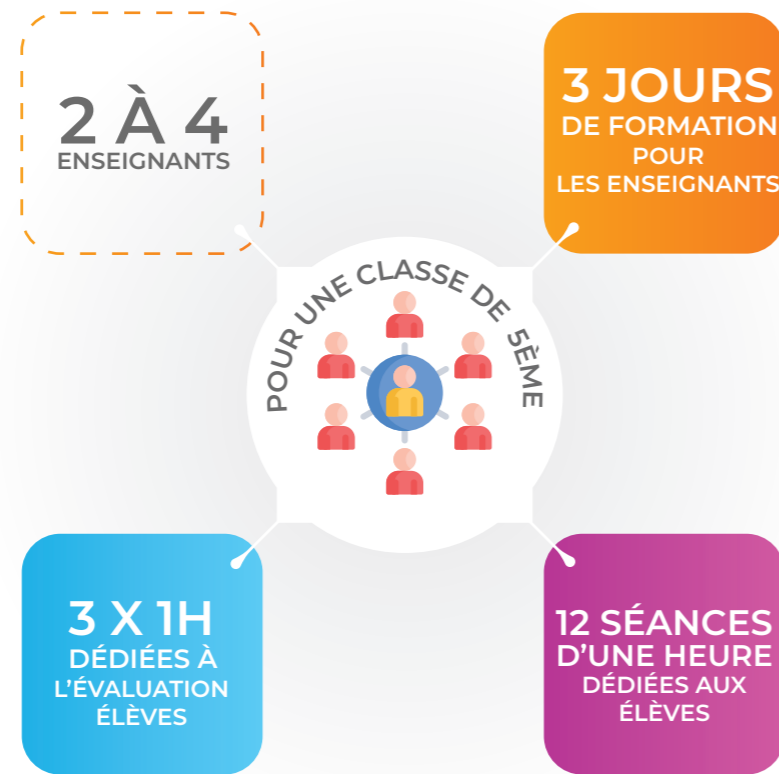 2 À 4
ENSEIGNANTS
3 JOURS
DE FORMATION
POUR
LES ENSEIGNANTS
POUR UNE CLASSE DE 5ÈME
3 X 1H
DÉDIÉES À
L’ÉVALUATION
ÉLÈVES
12 SÉANCES
D’UNE HEURE
DÉDIÉES AUX
ÉLÈVES